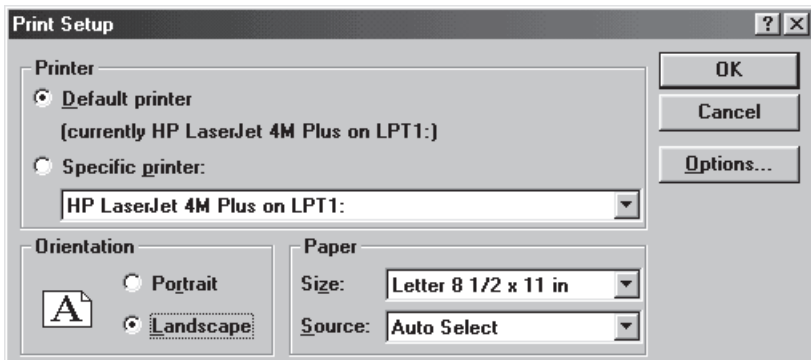 Print Setup
Printer
OK
Default printer
(currently HP LaserJet 4M Plus on LPT1:)
Cancel
Specific printer:
Options...
HP LaserJet 4M Plus on LPT1:
Orientation
Paper
Portrait
Size: Letter 8 1/2 x 11 in
A
Landscape
Source: Auto Select